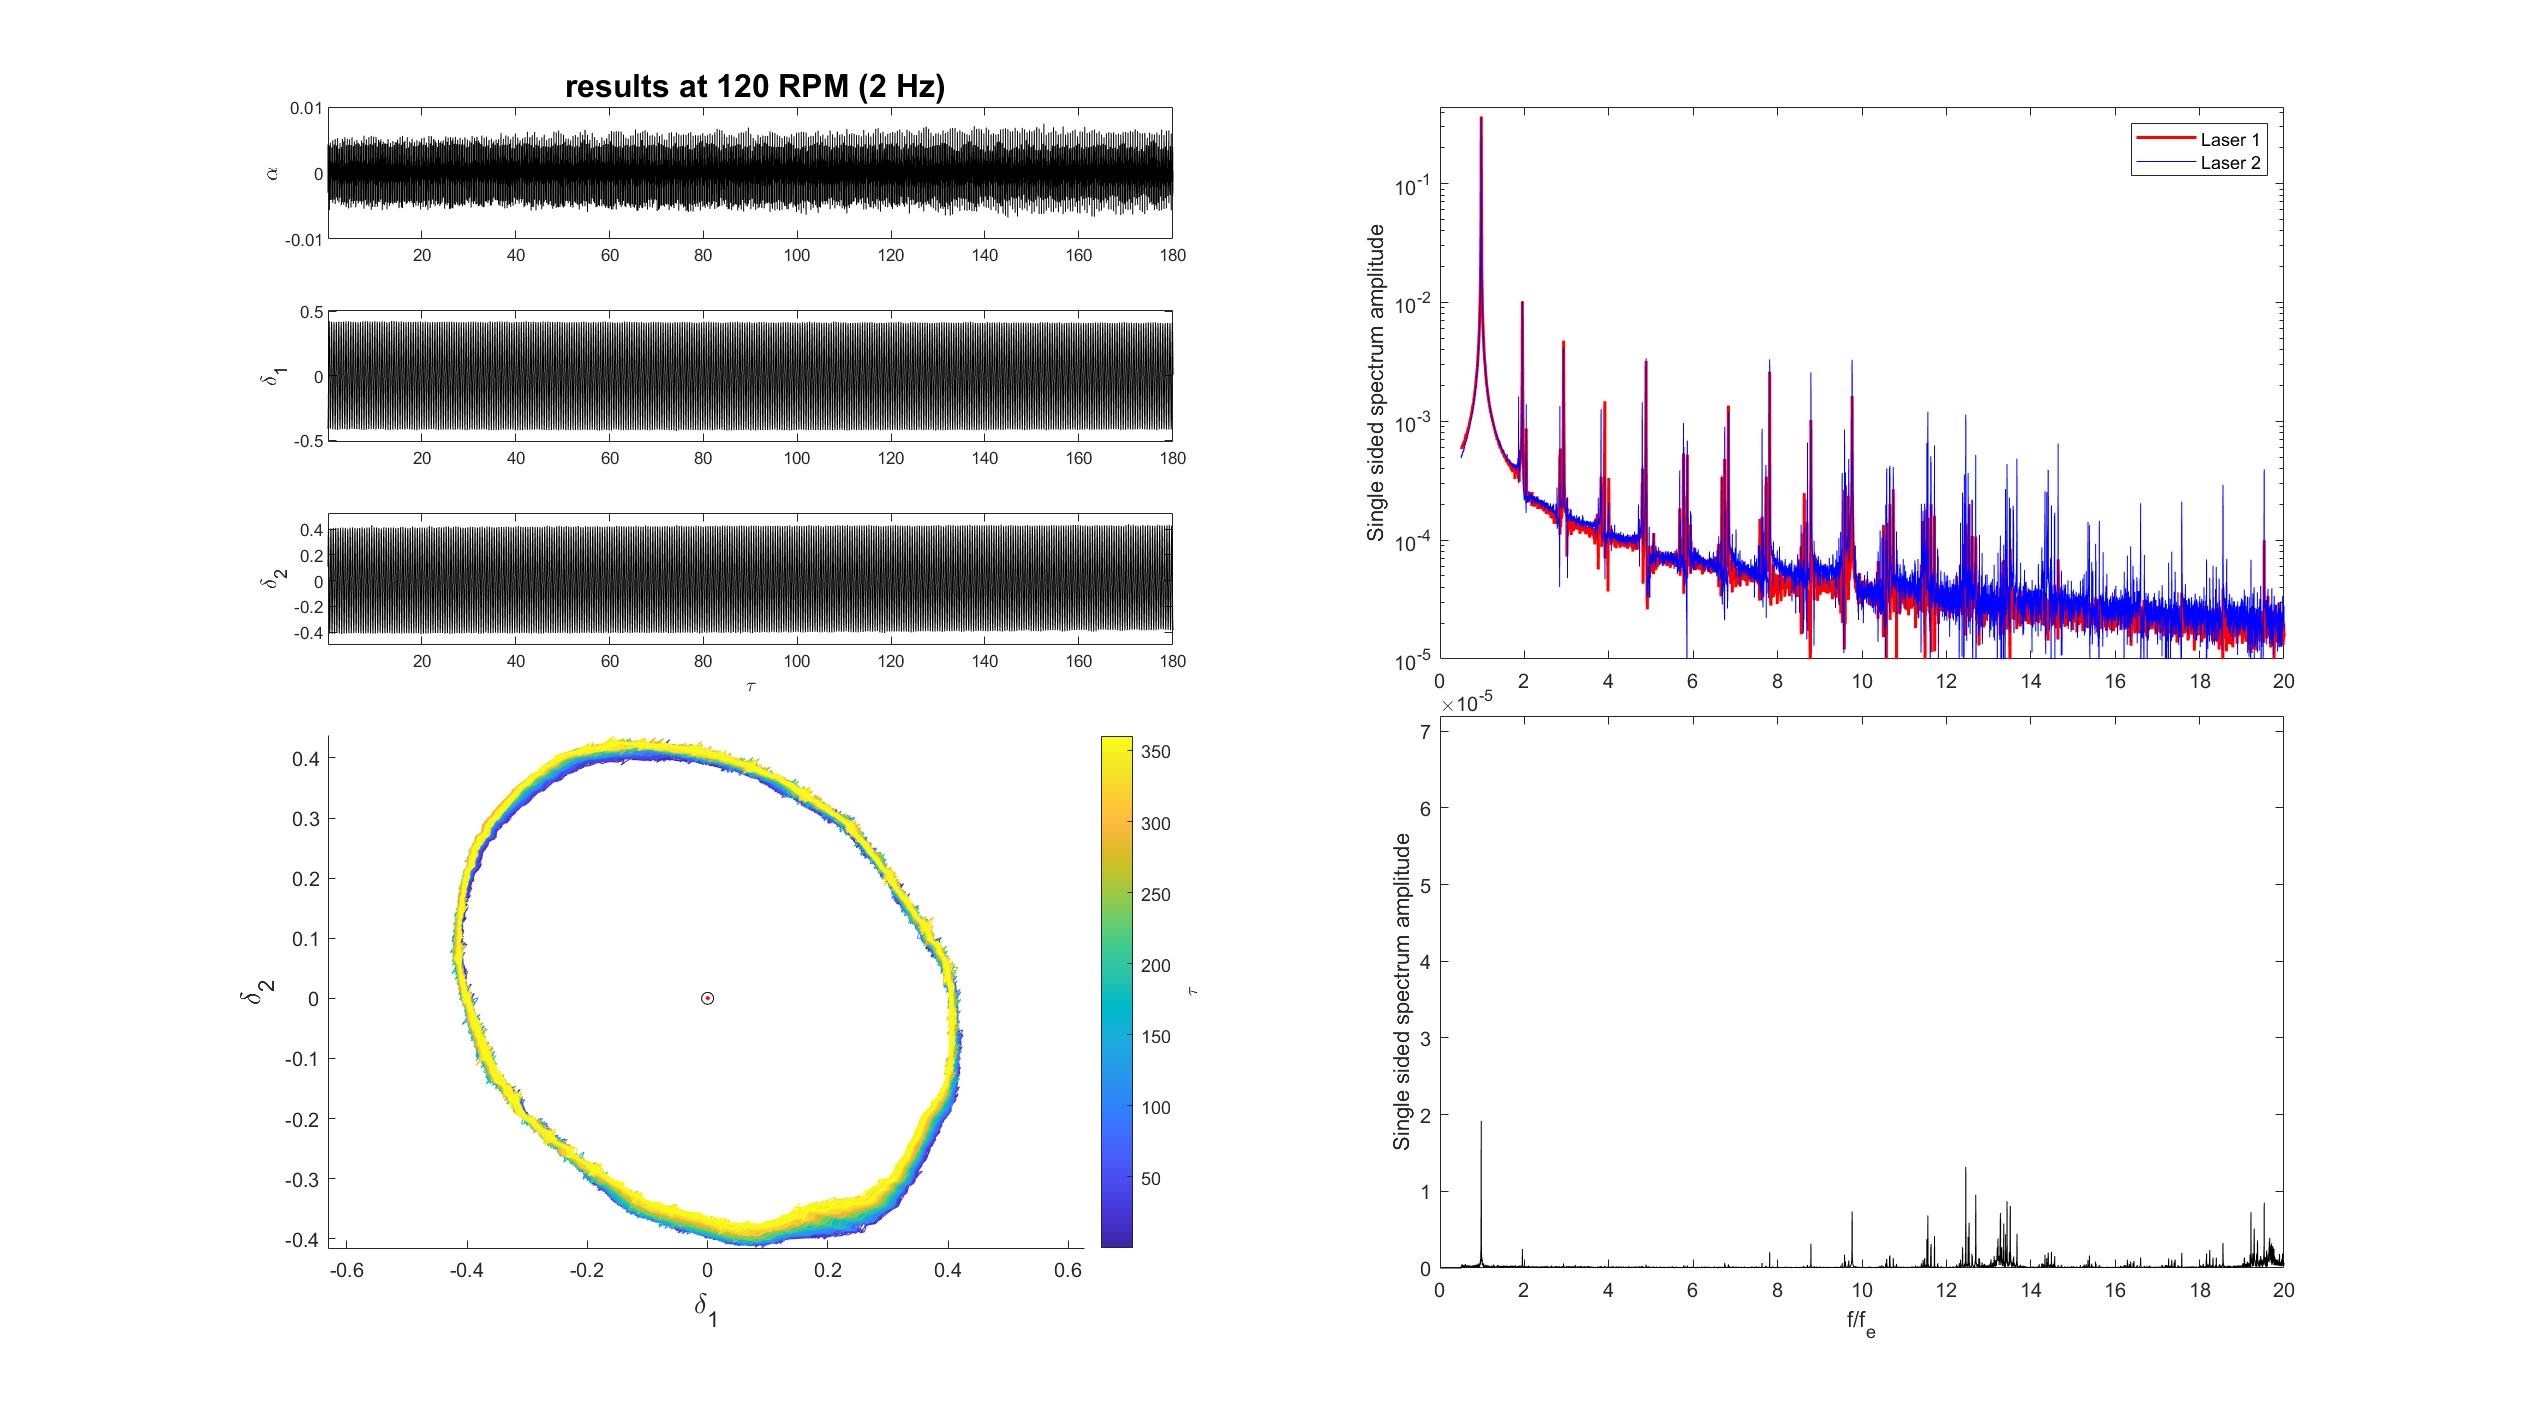 results at 120 RPM (2 Hz)
0.01
0
-0.01
α
20 40 60 80 100 120 140 160 180
0.5
0
-0.5
δ1
20 40 60 80 100 120 140 160 180
0.4
0.2
0
-0.2
-0.4
δ2
20 40 60 80 100 120 140 160 180
τ
0.4
0.3
0.2
0.1
0
-0.1
-0.2
-0.3
-0.4
δ2
-0.6 -0.4 -0.2 0 0.2 0.4 0.6
δ1
350
300
250
200
150
100
50
τ
Laser 1
Laser 2
10-1
10-2
10-3
10-4
10-5
Single sided spectrum amplitude
0 2 4 6 8 10 12 14 16 18 20
×10-5
7
6
5
4
3
2
1
0
Single sided spectrum amplitude
0 2 4 6 8 10 12 14 16 18 20
f/fe